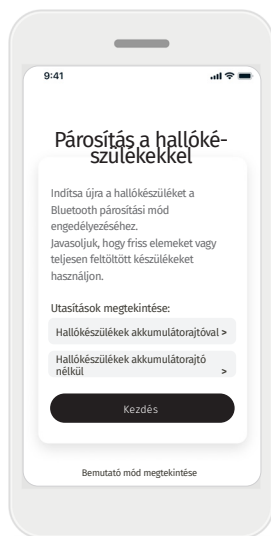 9:41
Párosítás a hallóké-
szülékekkel
Indítsa újra a hallókészüléket a
Bluetooth párosítási mód
engedélyezéséhez.
Javasoljuk, hogy friss elemeket vagy
teljesen feltöltött készülékeket
használjon.
Utasítások megtekintése:
Hallókészülékek akkumulátorajtóval >
Hallókészülékek akkumulátorajtó
nélkül >
Kezdés
Bemutató mód megtekintése